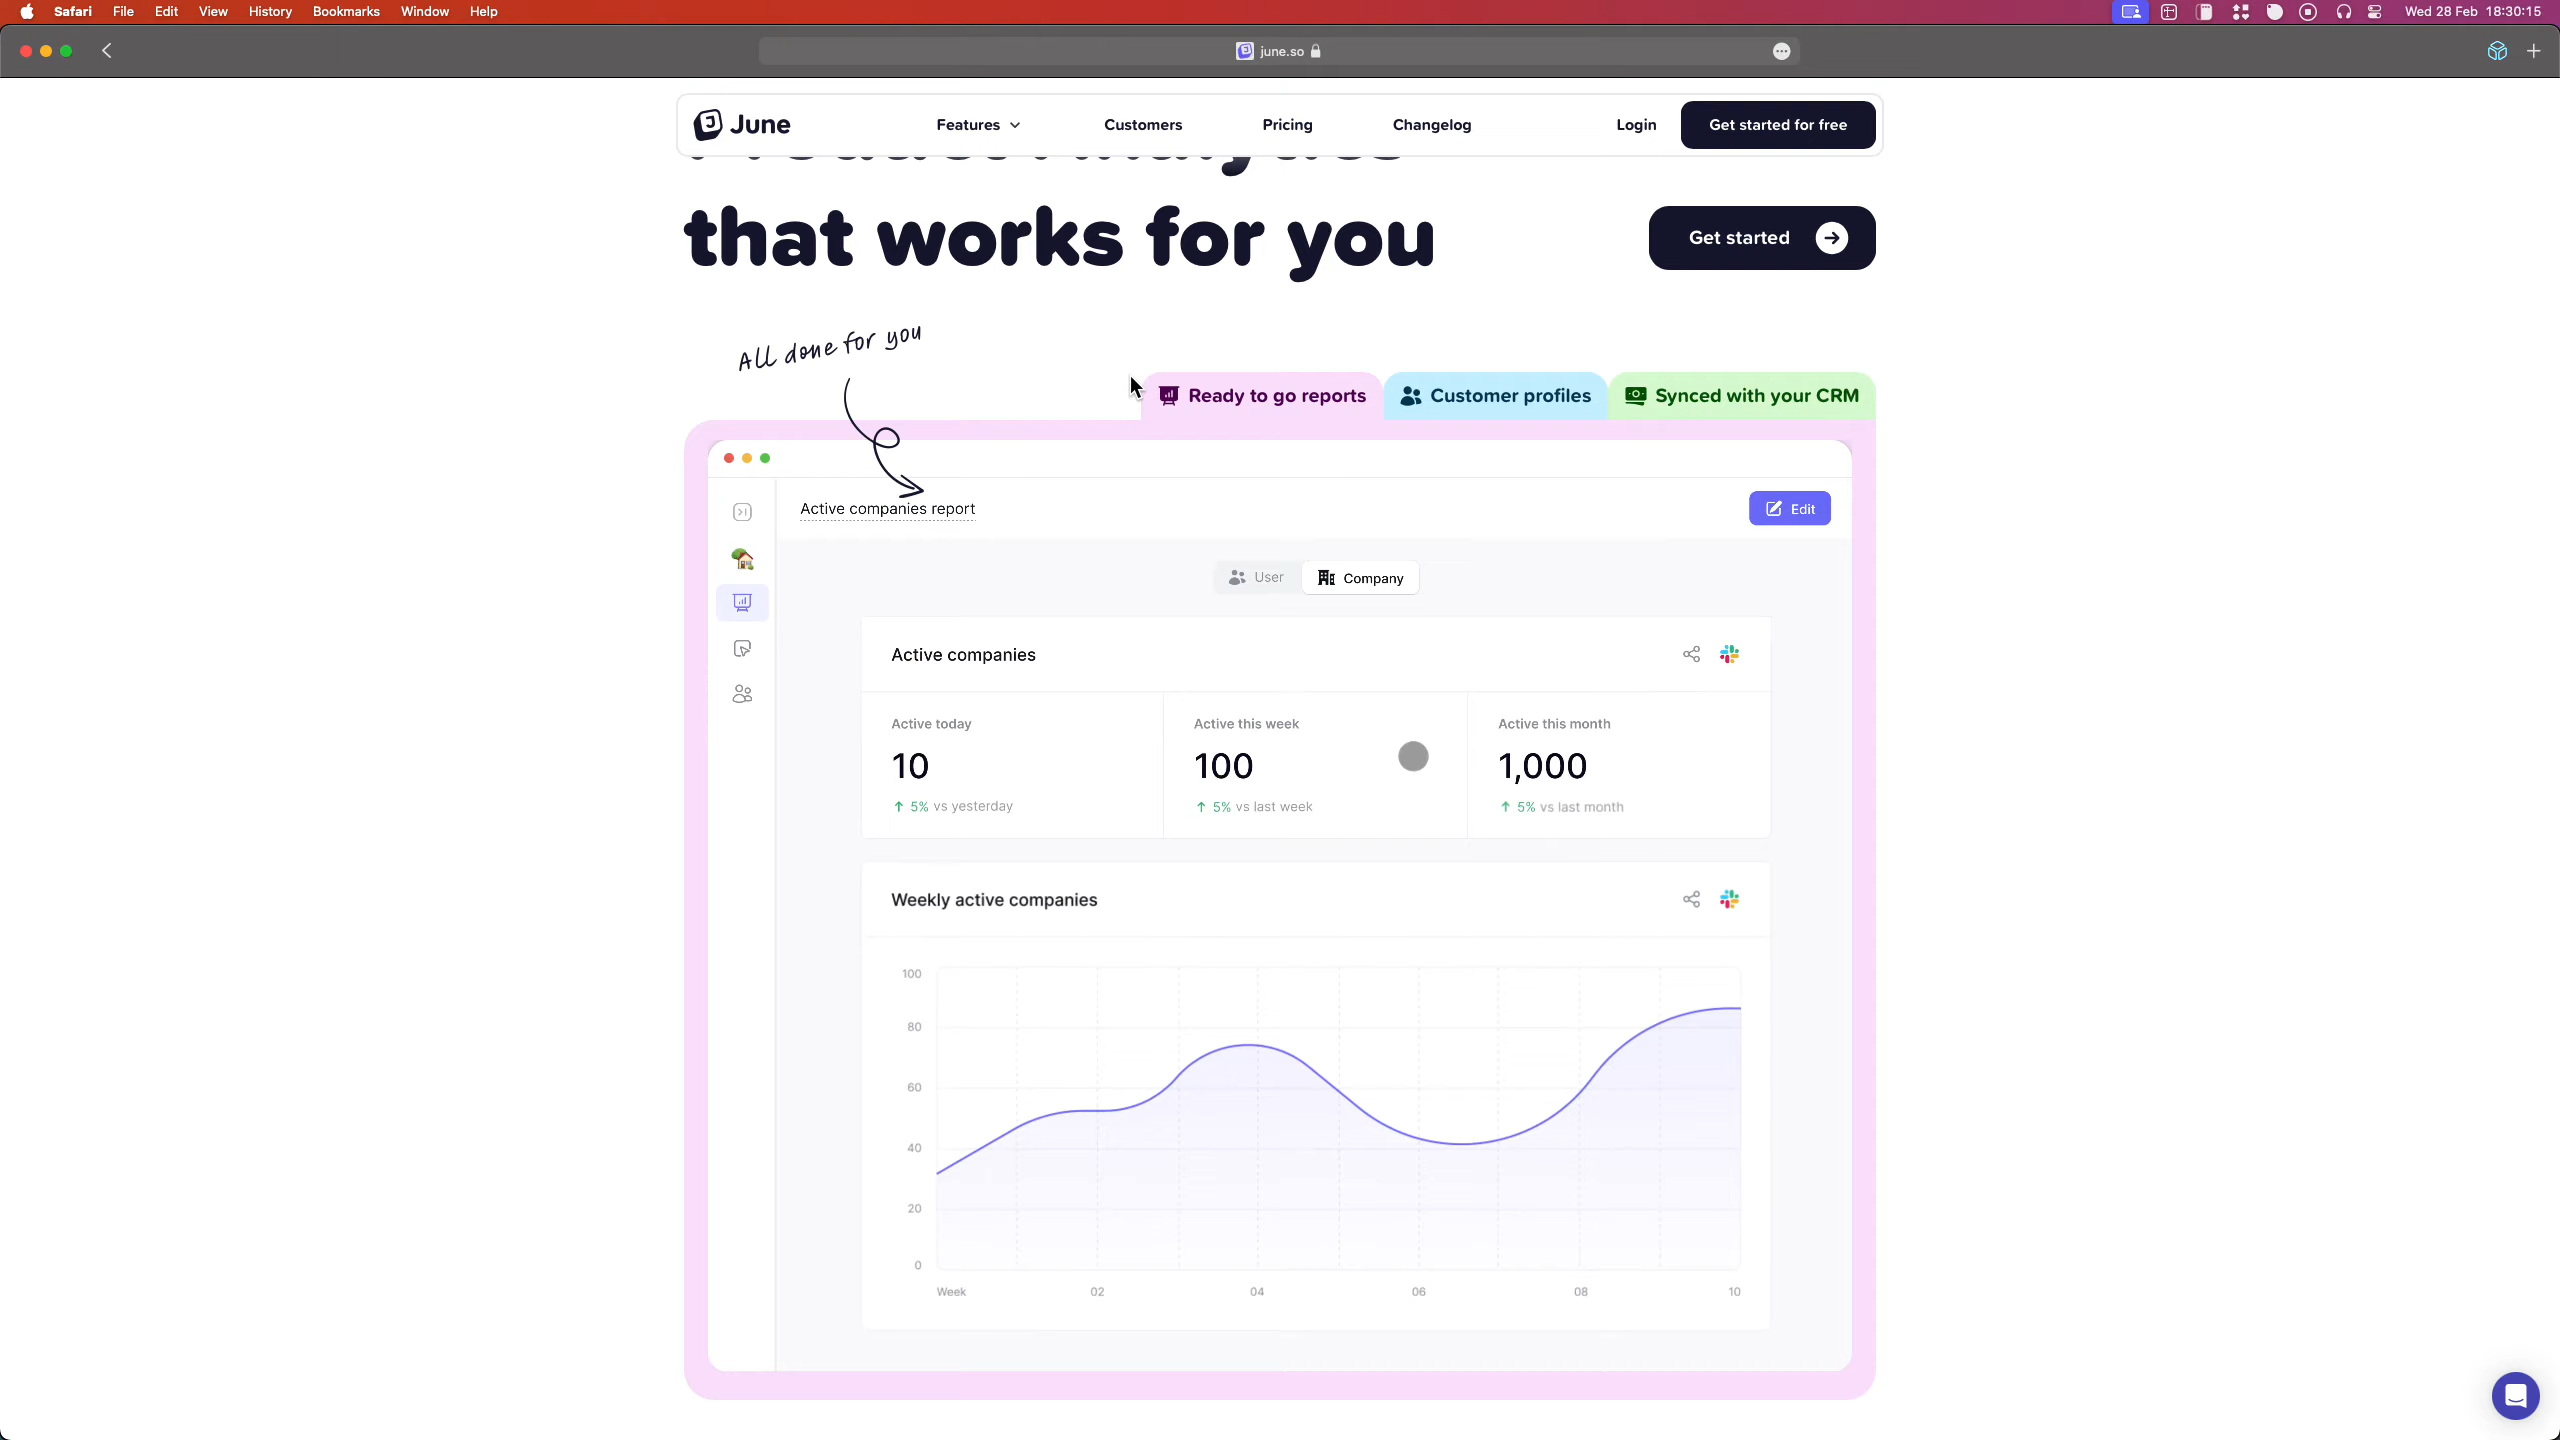 Safari File Edit View History Bookmarks Window Help
Wed 28 Feb 18:30:15
june.so
June
Features
Customers
Pricing
Changelog
Login
Get started for free
that works for you
Get started
All done for you
Ready to go reports
Customer profiles
Synced with your CRM
Active companies report
Edit
User
Company
Active companies
Active today
10
5% vs yesterday
Active this week
100
5% vs last week
Active this month
1,000
5% vs last month
Weekly active companies
100
80
60
40
20
0
Week 02 04 06 08 10